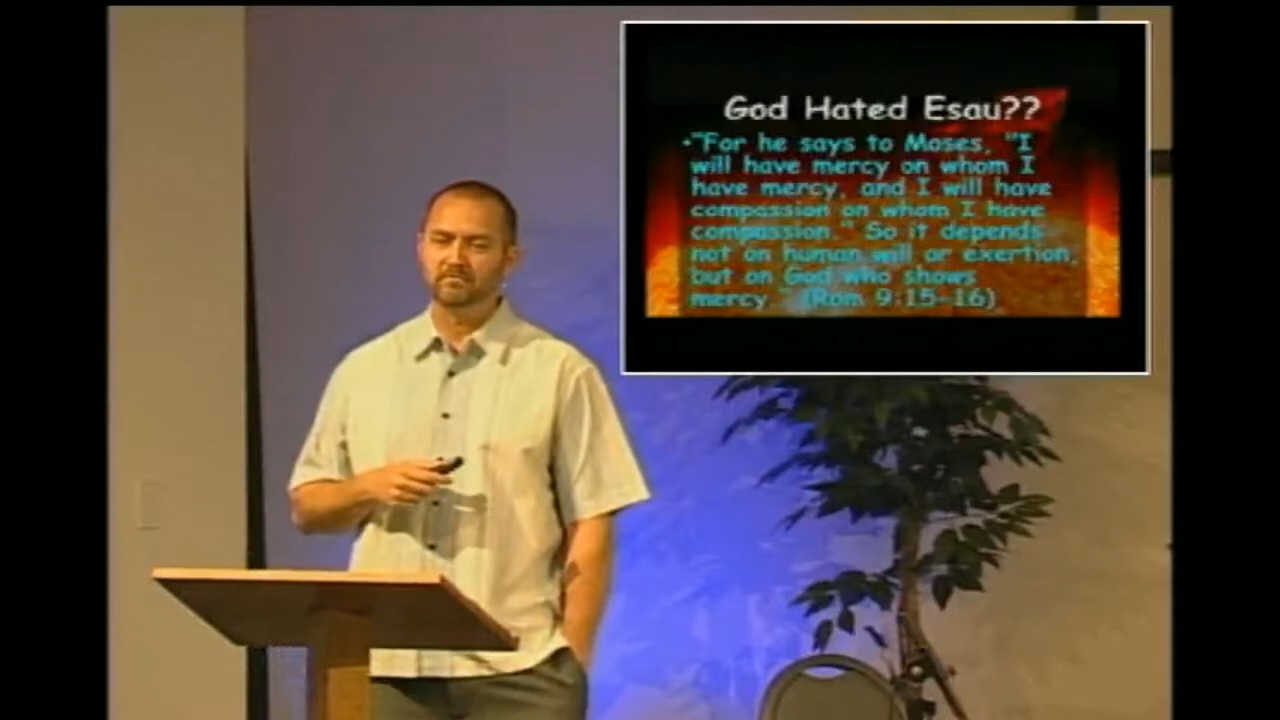 God Hated Esau??
•"For he says to Moses, "I
will have mercy on whom I
have mercy, and I will have
compassion on whom I have
compassion." So it depends
not on human will or exertion,
but on God who shows
mercy." (Rom 9:15-16)